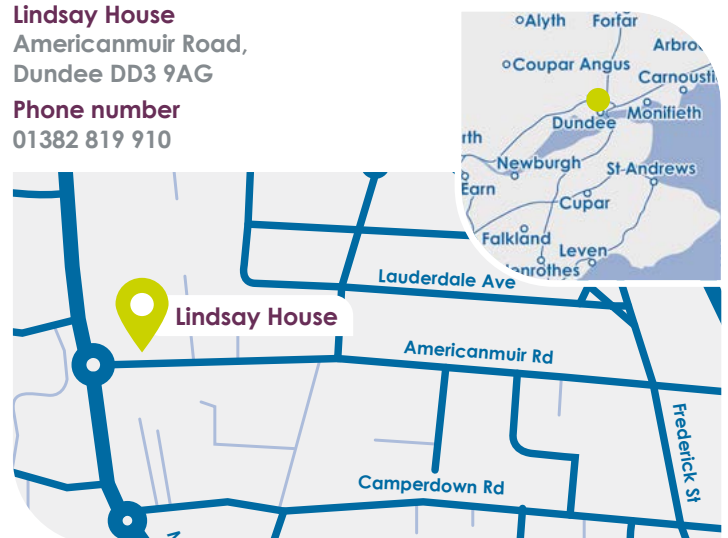 Lindsay House
Americanmuir Road,
Dundee DD3 9AG
Phone number
01382 819 910
Alyth Forfar
Arbro
Coupar Angus
Carnousti
Dundee Monifieth
rth
Newburgh St Andrews
Earn
Cupar
Falkland
Leven
enrothes
Lauderdale Ave
Lindsay House
Americanmuir Rd
Frederick St
Camperdown Rd